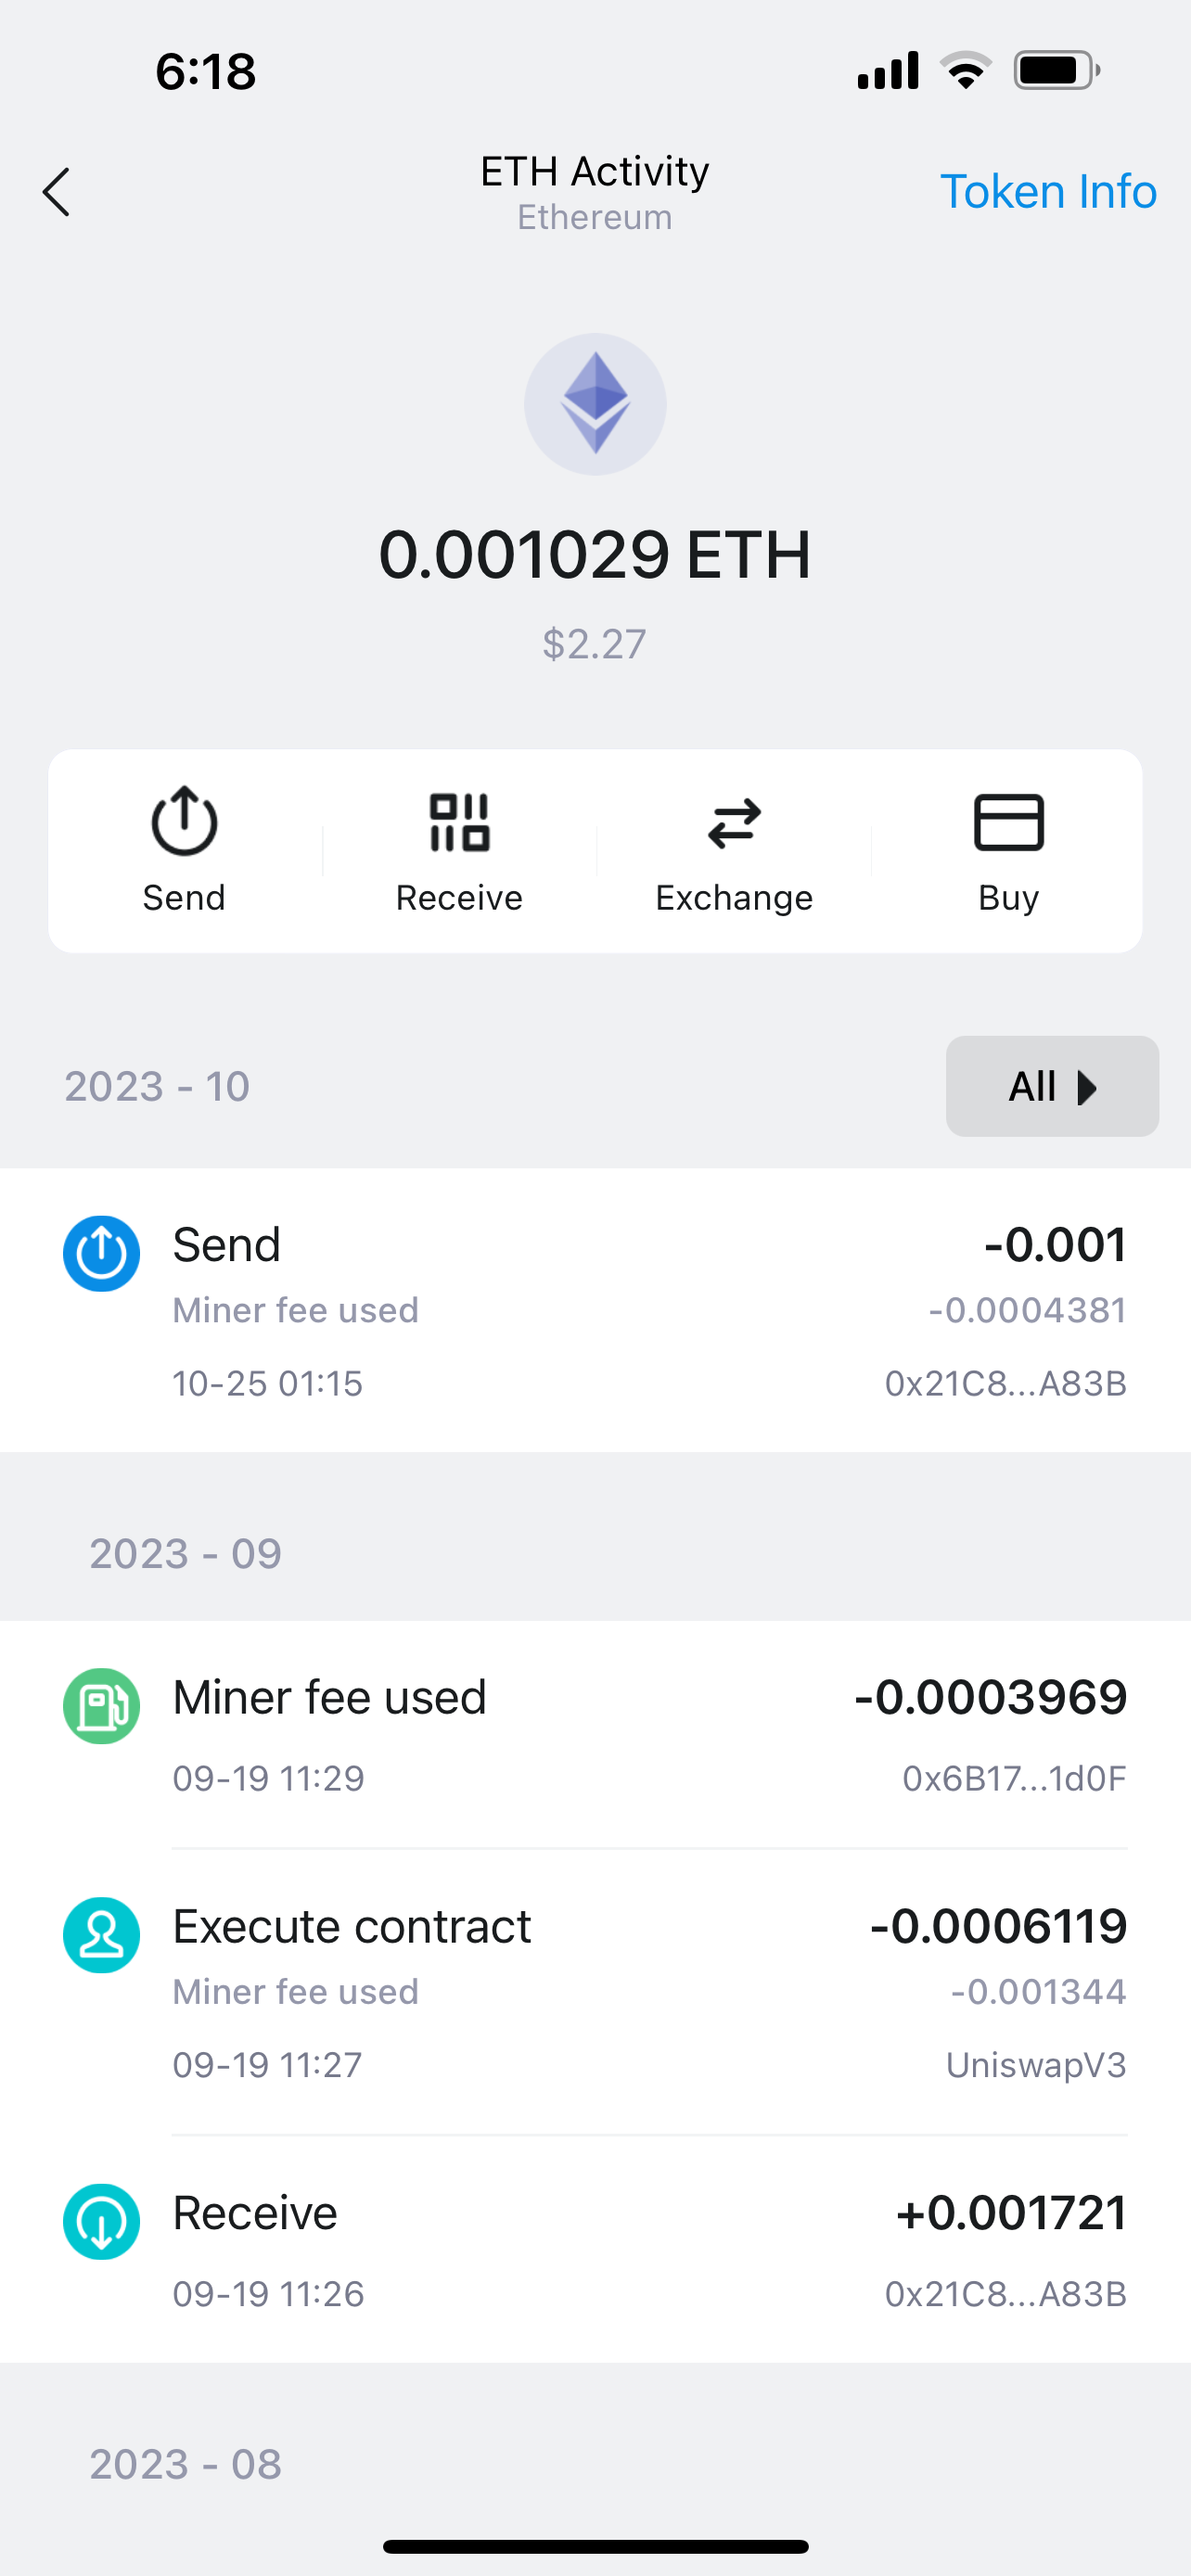 6:18
ETH Activity
Ethereum
Token Info
0.001029 ETH
$2.27
Send
Receive
Exchange
Buy
2023 - 10
All
Send
-0.001
Miner fee used
-0.0004381
10-25 01:15
0x21C8...A83B
2023 - 09
Miner fee used
-0.0003969
09-19 11:29
0x6B17...1d0F
Execute contract
-0.0006119
Miner fee used
-0.001344
09-19 11:27
UniswapV3
Receive
+0.001721
09-19 11:26
0x21C8...A83B
2023 - 08